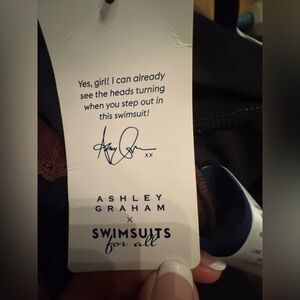 Yes, girl! I can already
see the heads turning
when you step out in
this swimsuit!
xx
ASHLEY
GRAHAM
x
SWIMSUITS
for all